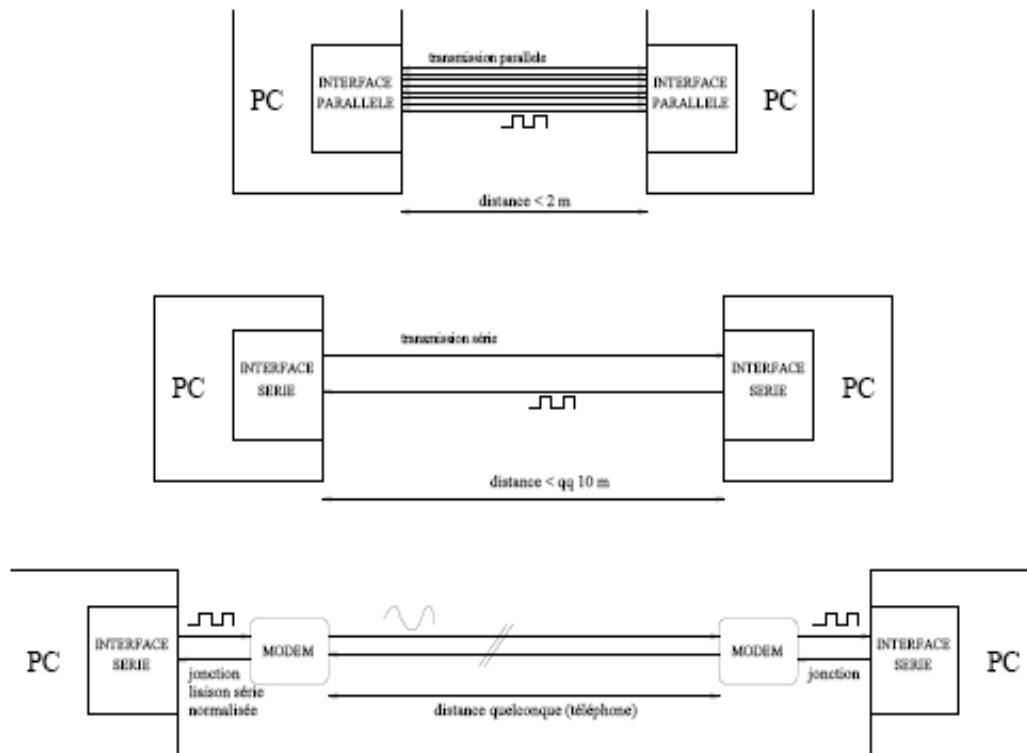 transmission parallèle
PC
INTERFACE
PARALLELE
INTERFACE
PARALLELE
PC
distance < 2 m
transmission série
PC
INTERFACE
SERIE
INTERFACE
SERIE
PC
distance < qq 10 m
PC
INTERFACE
SERIE
MODEM
MODEM
INTERFACE
SERIE
PC
jonction
liaison série
normalisée
jonction
distance quelconque (téléphone)